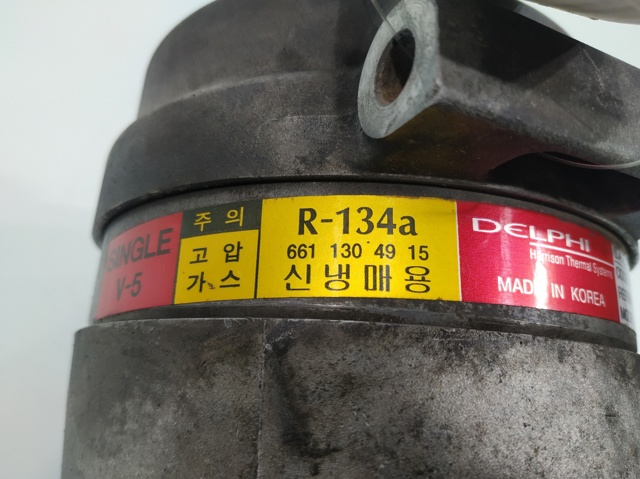 SINGLE
V-5
주의
고압
가스
R-134a
661 130 49 15
신냉매용
DELPHI
Harrison Thermal Systems
MADE IN KOREA